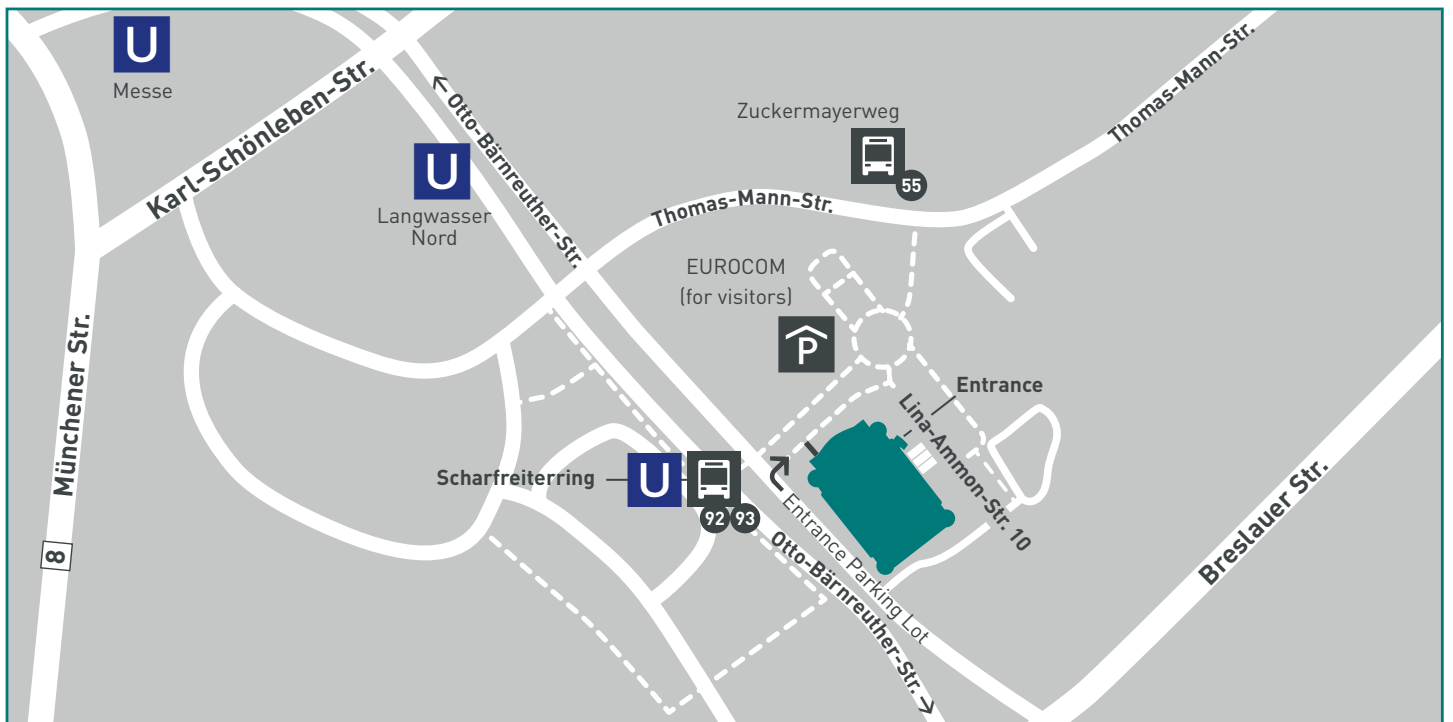 U
Messe
Karl-Schönleben-Str.
Otto-Bärnreuther-Str.
Thomas-Mann-Str.
Zuckermayerweg
55
U
Langwasser
Nord
Thomas-Mann-Str.
EUROCOM
(for visitors)
P
Entrance
Lina-Ammon-Str. 10
Münchener Str.
8
Scharfreiterring
U
92
93
Entrance Parking Lot
Otto-Bärnreuther-Str.
Breslauer Str.